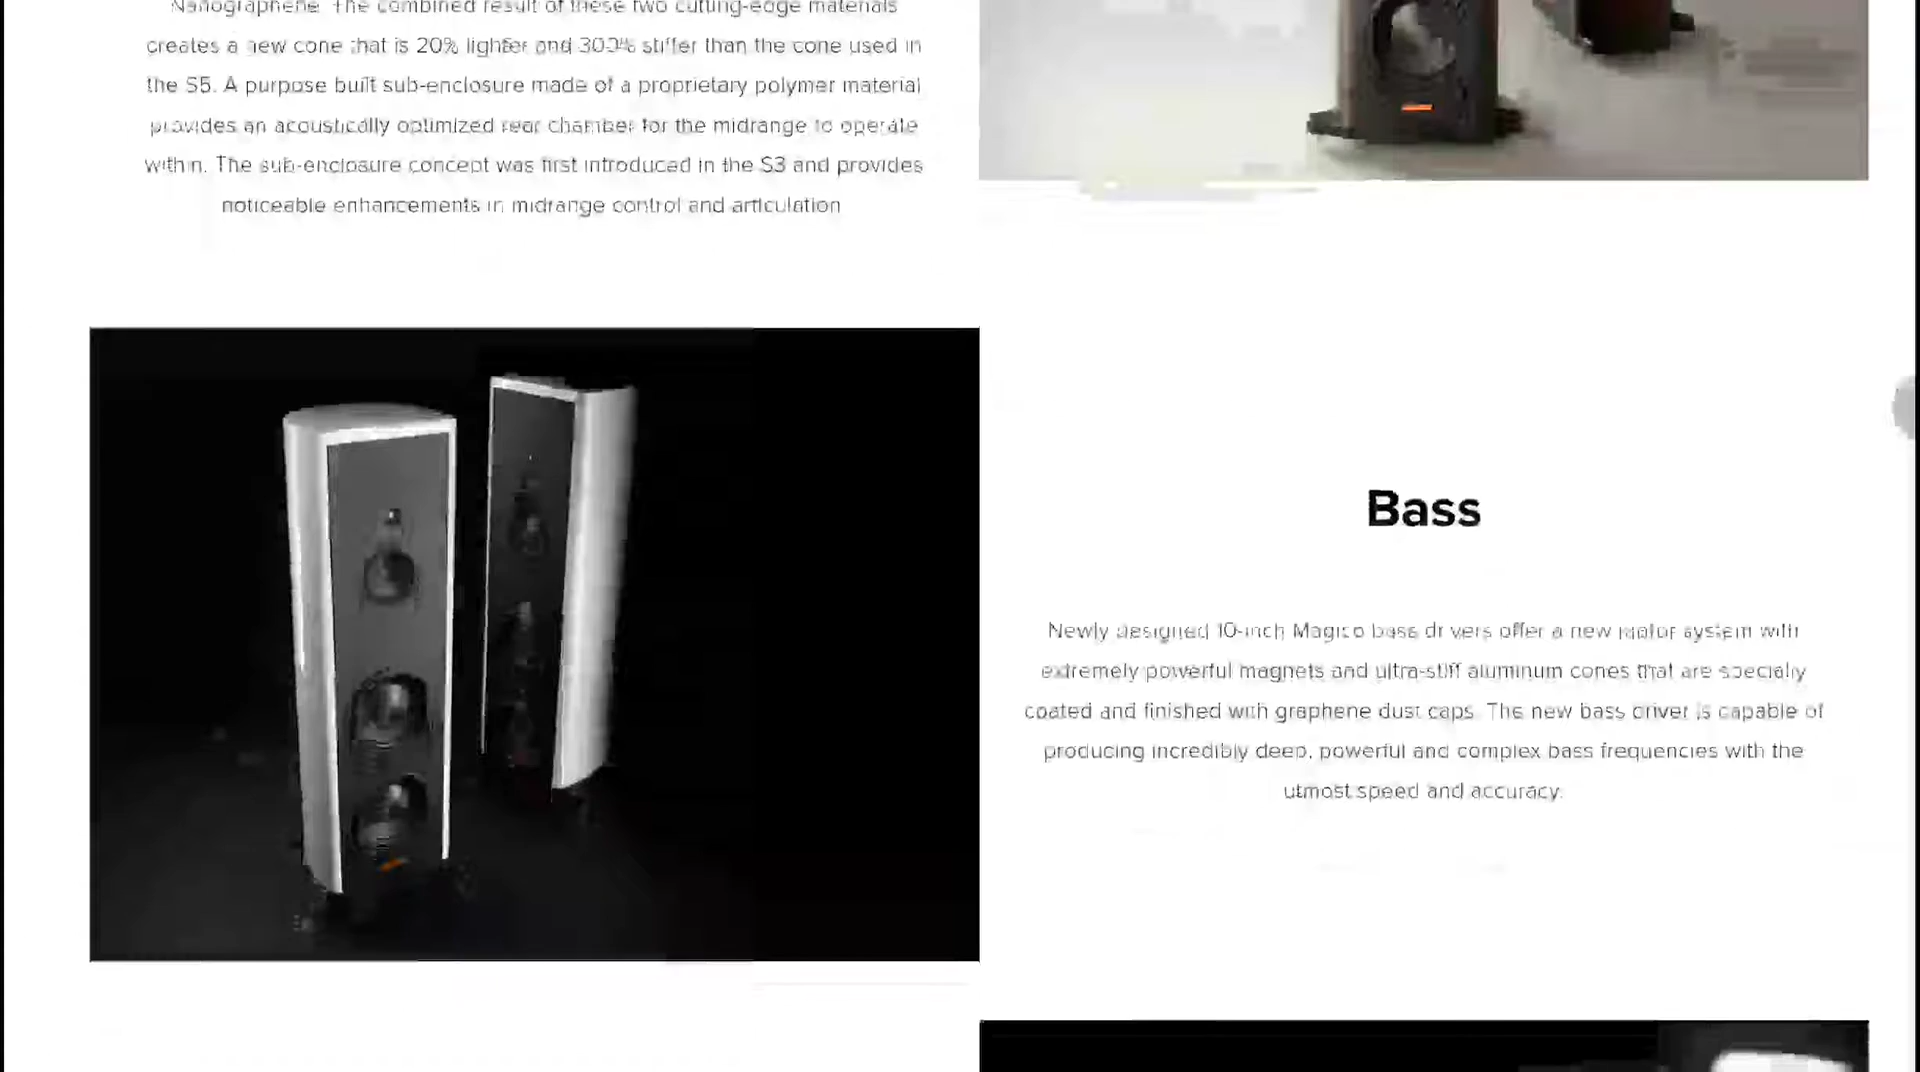 Nanographene. The combined result of these two cutting-edge materials
creates a new cone that is 20% lighter and 300% stiffer than the cone used in
the S5. A purpose built sub-enclosure made of a proprietary polymer material
provides an acoustically optimized rear chamber for the midrange to operate
within. The sub-enclosure concept was first introduced in the S3 and provides
noticeable enhancements in midrange control and articulation
Bass
Newly designed 10-inch Magico bass drivers offer a new motor system with
extremely powerful magnets and ultra-stiff aluminum cones that are specially
coated and finished with graphene dust caps. The new bass driver is capable of
producing incredibly deep, powerful and complex bass frequencies with the
utmost speed and accuracy.